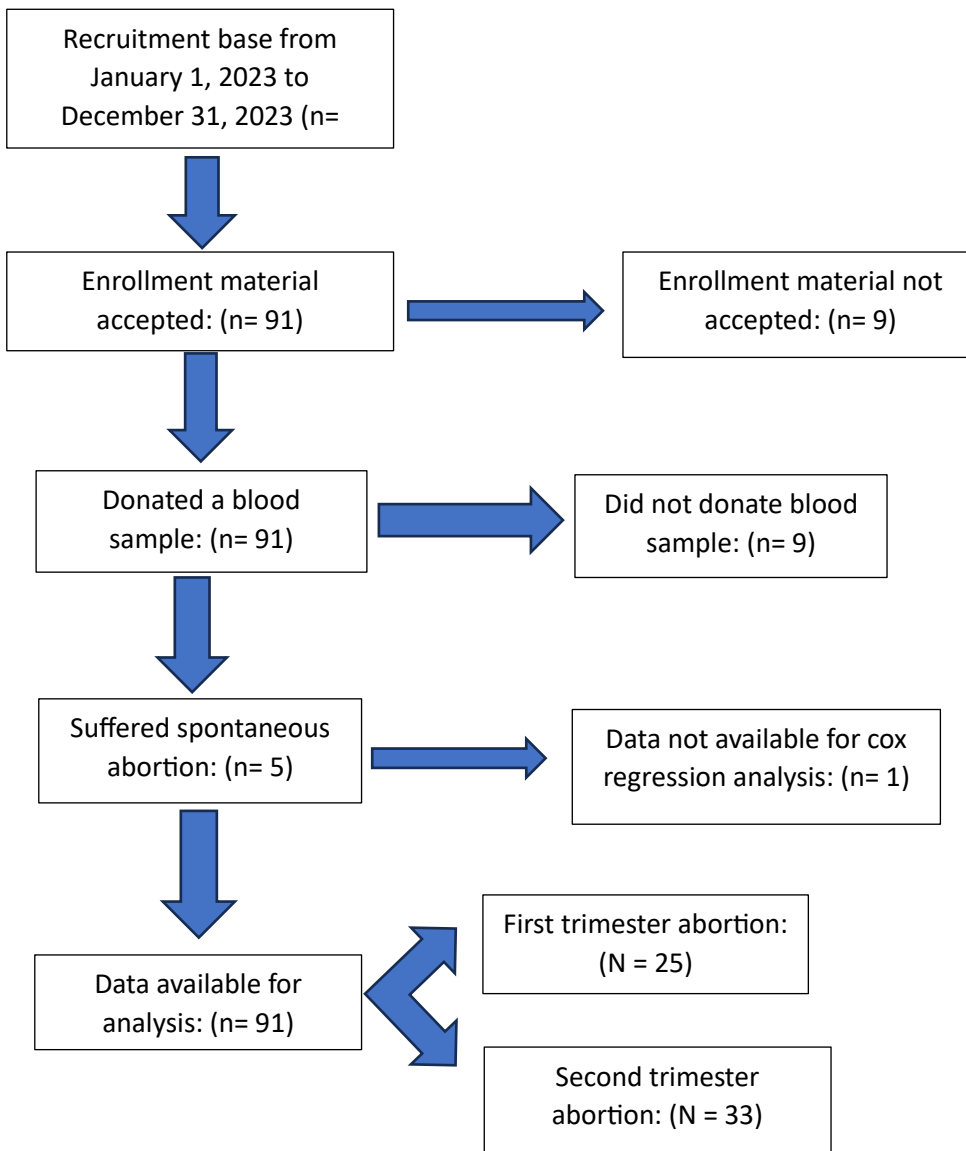 Recruitment base from
January 1, 2023 to
December 31, 2023 (n=
Enrollment material
accepted: (n= 91)
Enrollment material not
accepted: (n= 9)
Donated a blood
sample: (n= 91)
Did not donate blood
sample: (n= 9)
Suffered spontaneous
abortion: (n= 5)
Data not available for cox
regression analysis: (n= 1)
First trimester abortion:
(N = 25)
Data available for
analysis: (n= 91)
Second trimester
abortion: (N = 33)